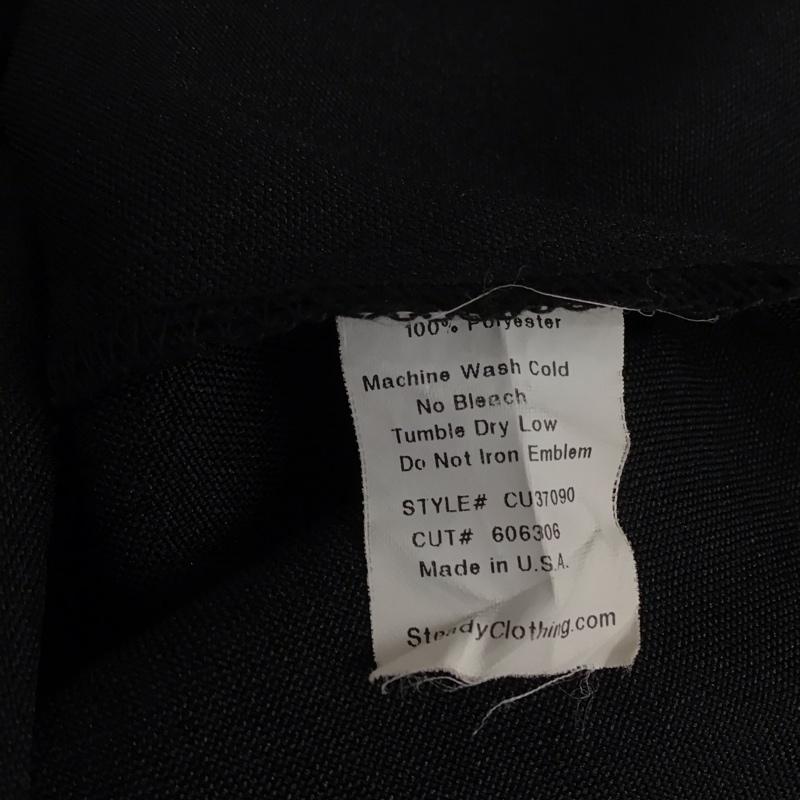 100% Polyester
Machine Wash Cold
No Bleach
Tumble Dry Low
Do Not Iron Emblem
STYLE# CU37090
CUT# 606306
Made in U.S.A.
SteadyClothing.com